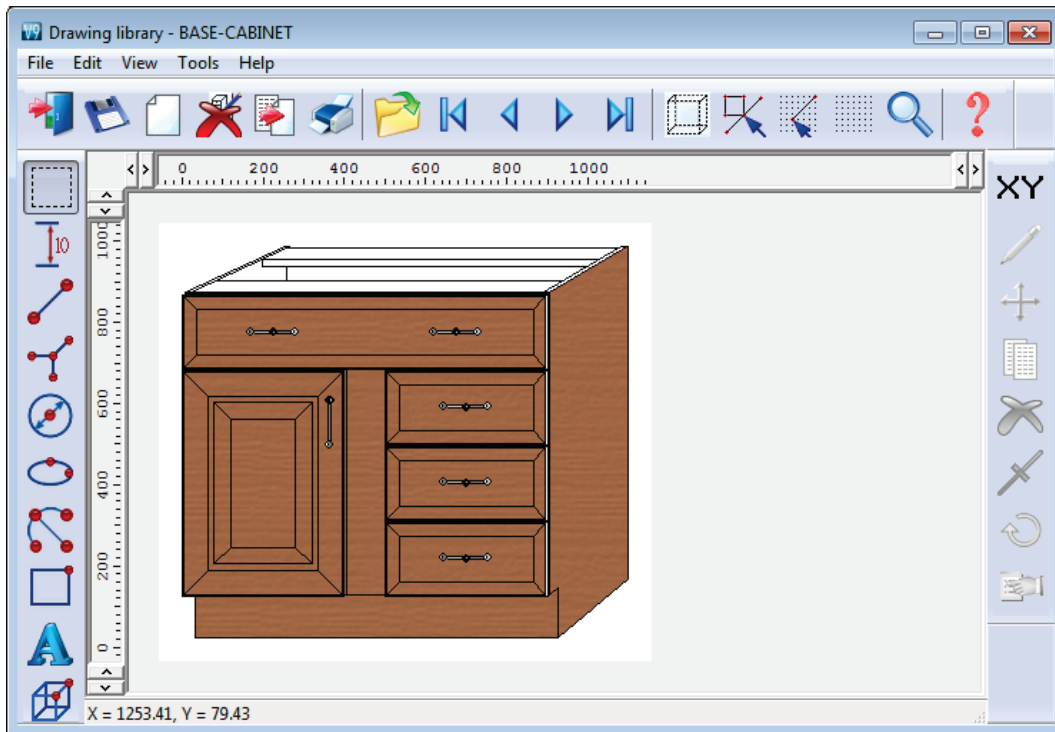 V9 Drawing library - BASE-CABINET
File Edit View Tools Help
0 200 400 600 800 1000
XY
10
1000
800
600
400
200
0
A
X = 1253.41, Y = 79.43